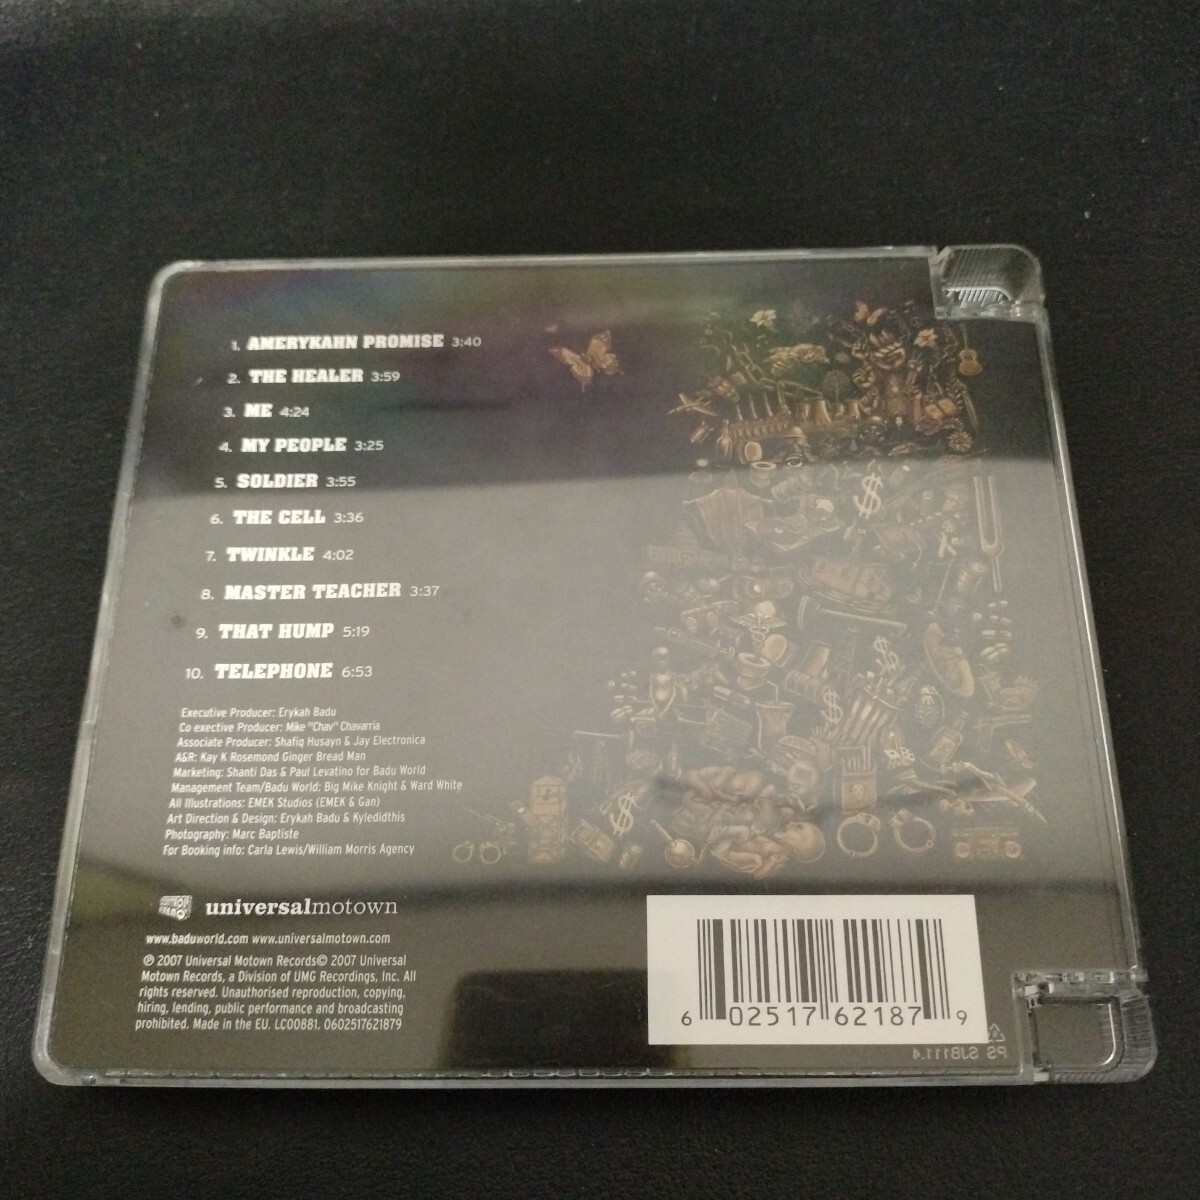 1. AMERYKAHN PROMISE 3:40
2. THE HEALER 3:59
3. ME 4:24
4. MY PEOPLE 3:25
5. SOLDIER 3:55
6. THE CELL 3:36
7. TWINKLE 4:02
8. MASTER TEACHER 3:37
9. THAT HUMP 5:19
10. TELEPHONE 6:53
Executive Producer: Erykah Badu
Co exective Producer: Mike "Chav" Chavarria
Associate Producer: Shafiq Husayn & Jay Electronica
A&R: Kay K Rosemond Ginger Bread Man
Marketing: Shanti Das & Paul Levatino for Badu World
Management Team/Badu World: Big Mike Knight & Ward White
All Illustrations: EMEK Studios (EMEK & Gan)
Art Direction & Design: Erykah Badu & Kyledidthis
Photography: Marc Baptiste
For Booking info: Carla Lewis/William Morris Agency
universalmotown
www.baduworld.com www.universalmotown.com
℗ 2007 Universal Motown Records© 2007 Universal
Motown Records, a Division of UMG Recordings, Inc. All
rights reserved. Unauthorised reproduction, copying,
hiring, lending, public performance and broadcasting
prohibited. Made in the EU. LC00881. 0602517621879
6 02517 62187 9
PS SJB111.4